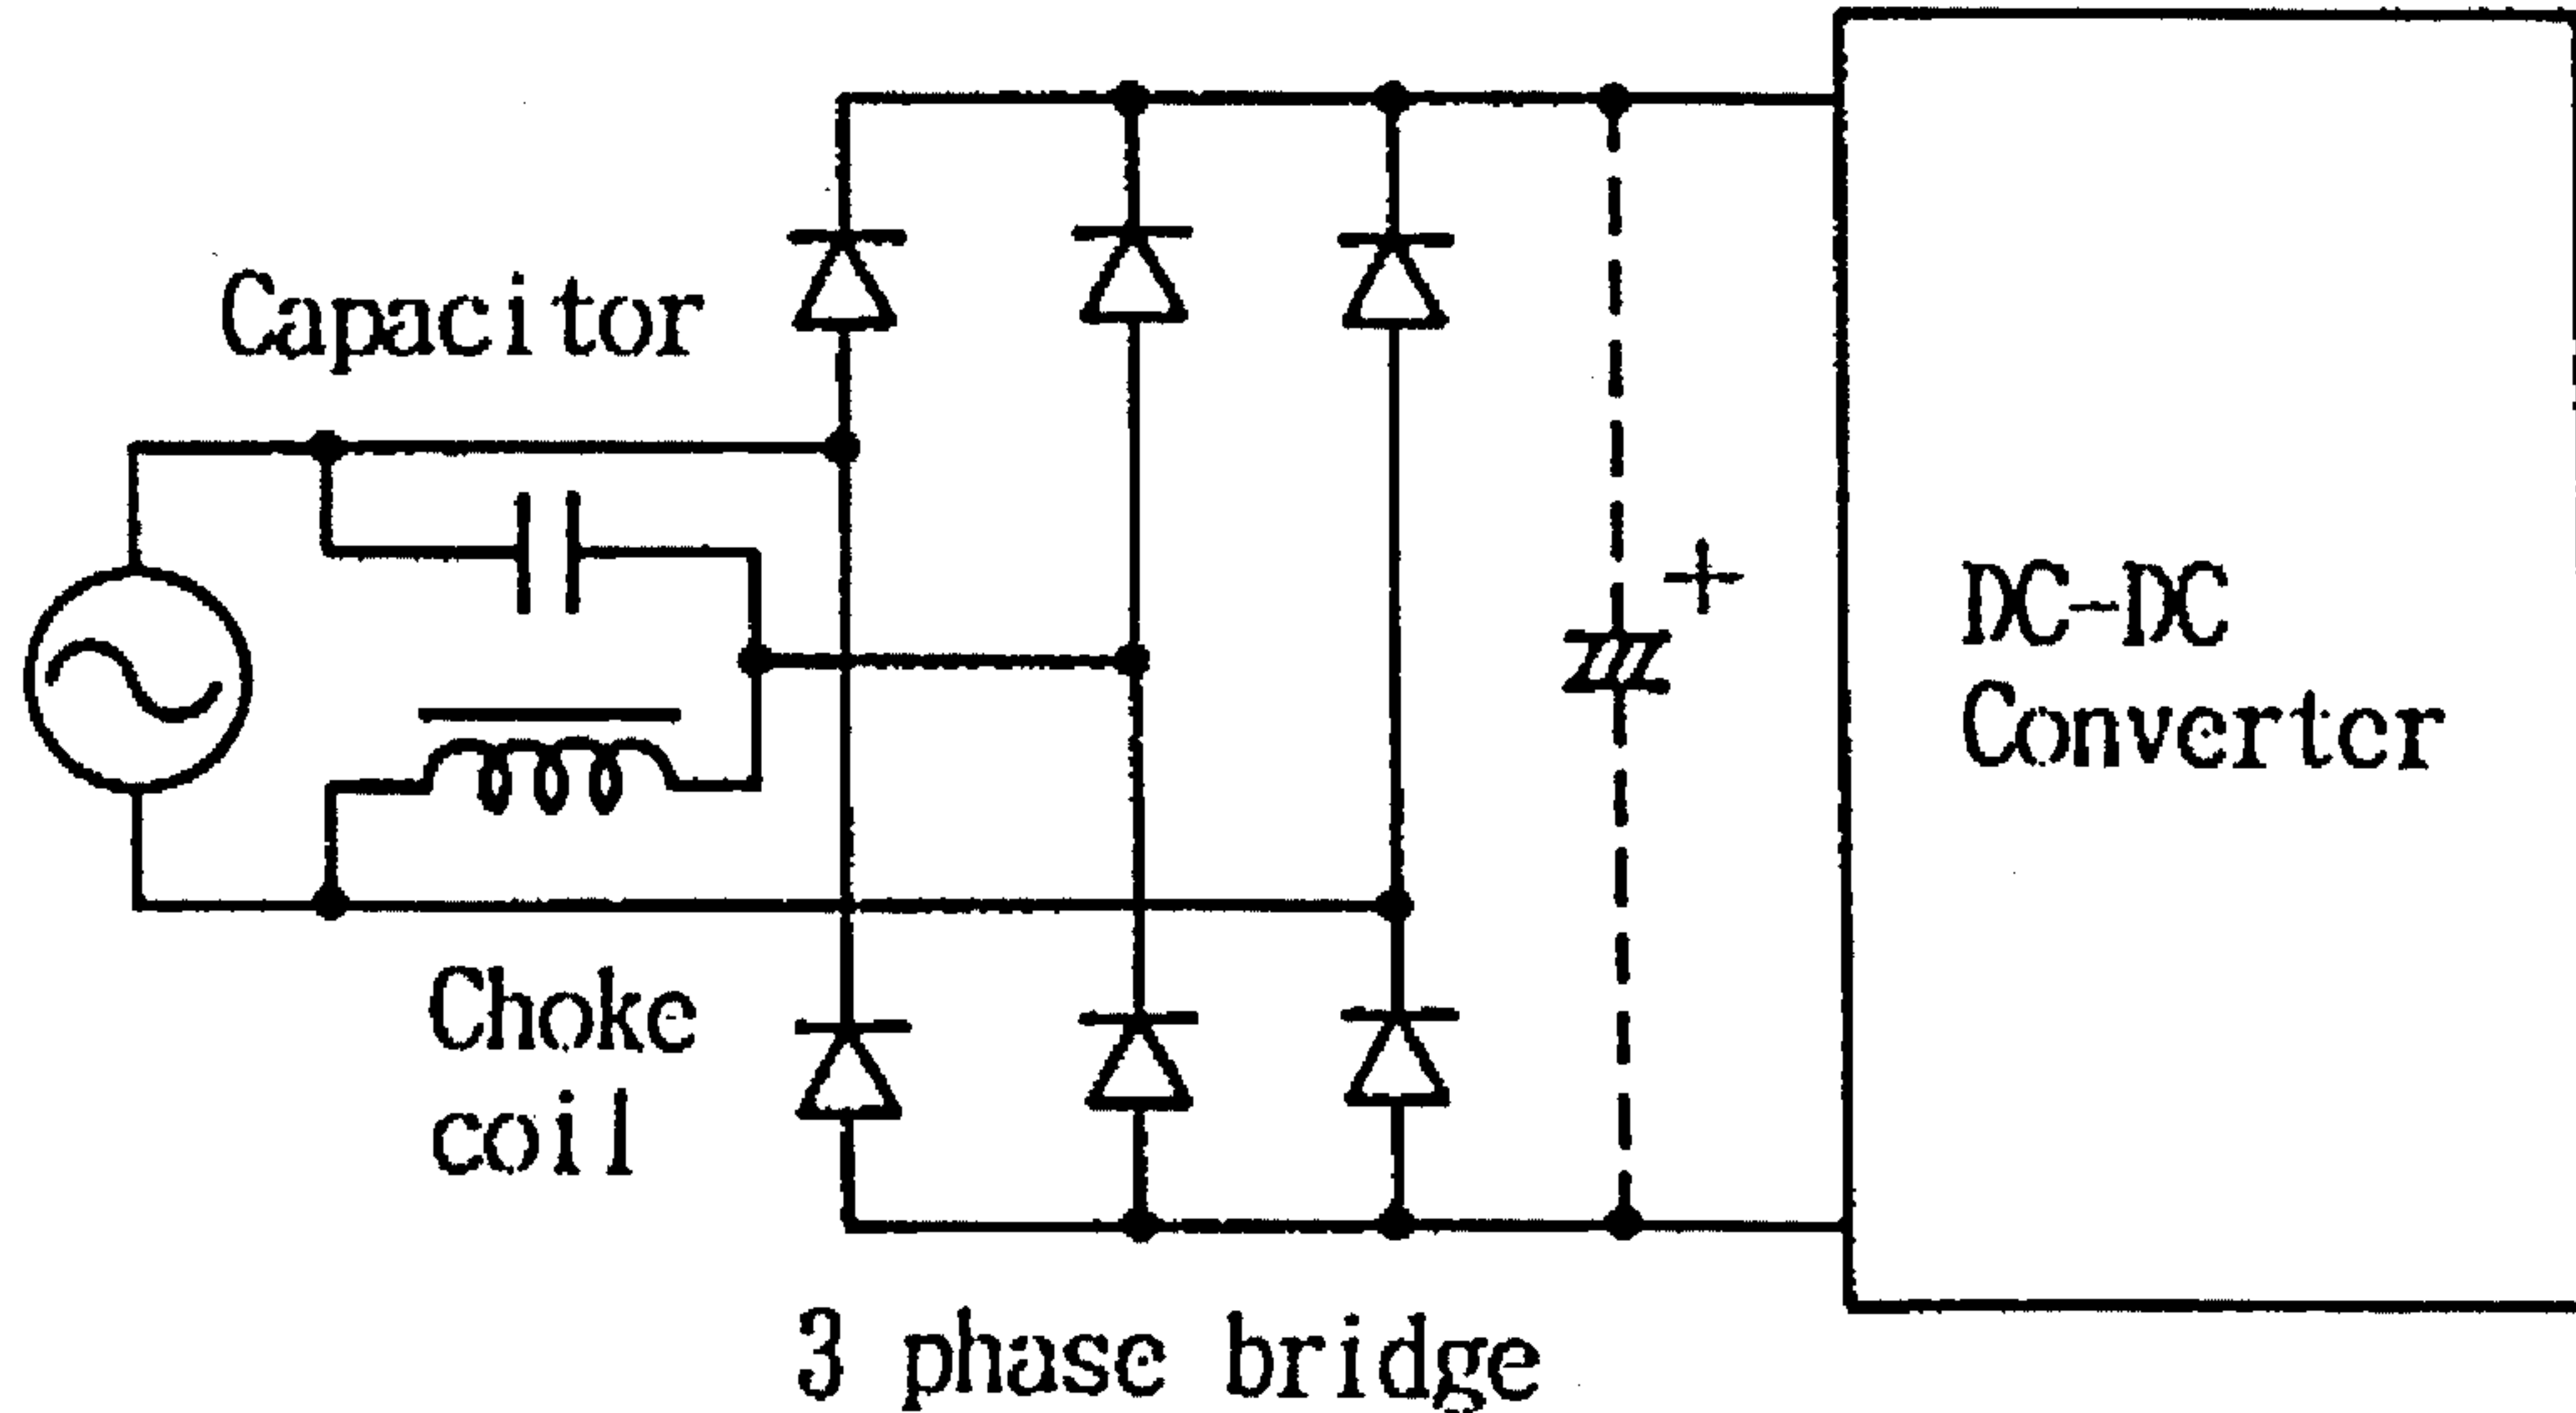 Capacitor
+
DC-DC
Converter
Choke
coil
3 phase bridge